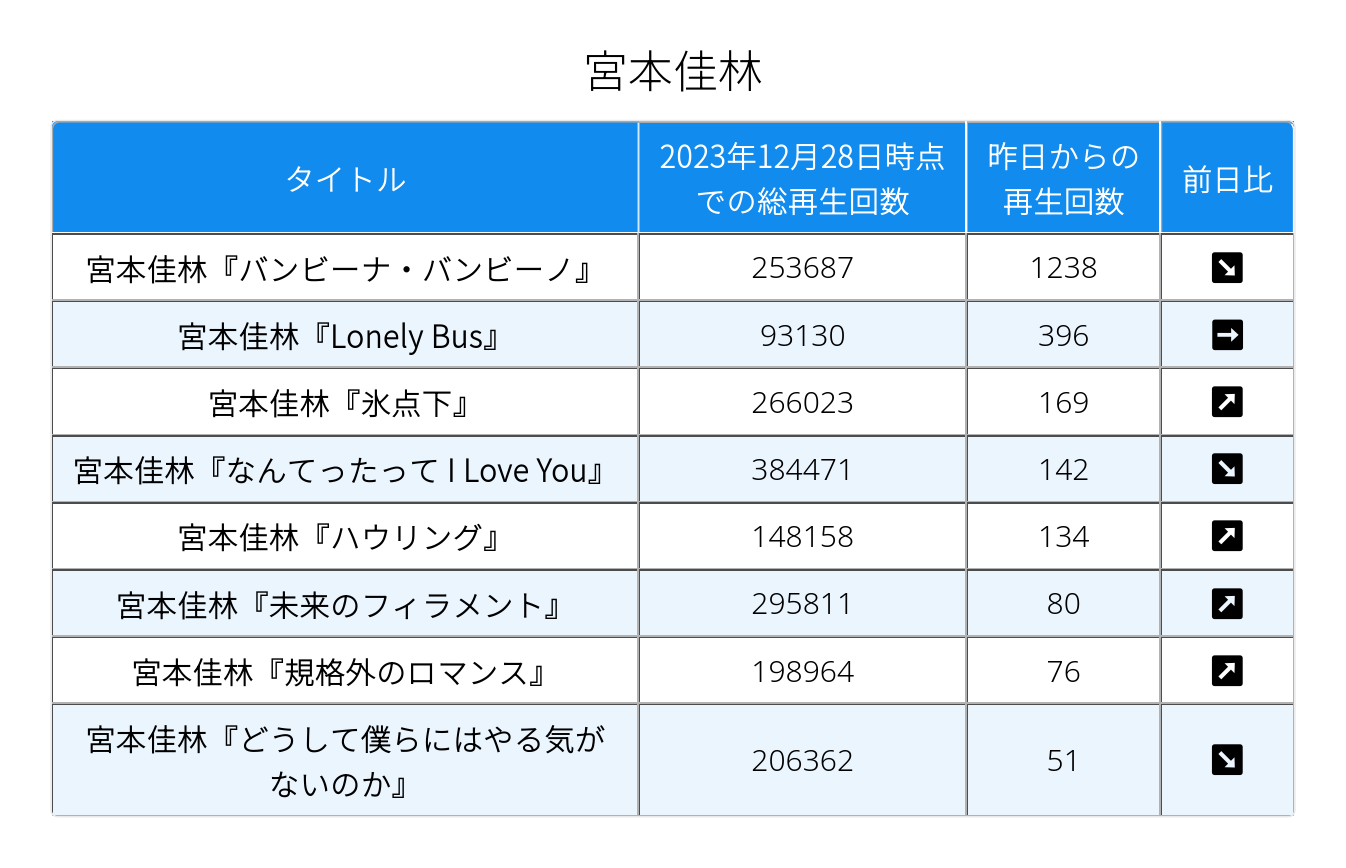 宮本佳林
タイトル
2023年12月28日時点
での総再生回数
昨日からの
再生回数
前日比
宮本佳林『バンビーナ・バンビーノ』
253687
1238
宮本佳林『Lonely Bus』
93130
396
宮本佳林『氷点下』
266023
169
宮本佳林『なんてったって I Love You』
384471
142
宮本佳林『ハウリング』
148158
134
宮本佳林『未来のフィラメント』
295811
80
宮本佳林『規格外のロマンス』
198964
76
宮本佳林『どうして僕らにはやる気が
ないのか』
206362
51